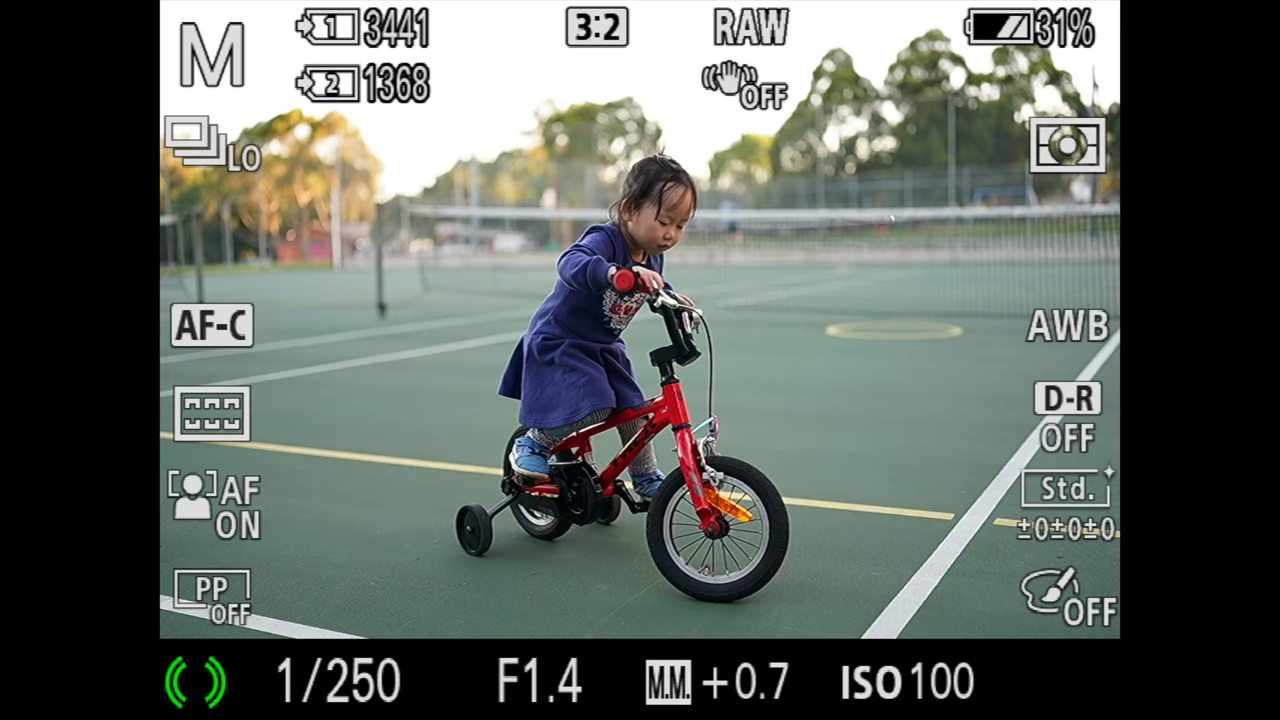 M
1 3441
3:2
RAW
31%
2 1368
OFF
LO
AF-C
AWB
D-R
OFF
AF
ON
Std.
±0±0±0
PP
OFF
OFF
1/250
F1.4
M.M. +0.7
ISO 100